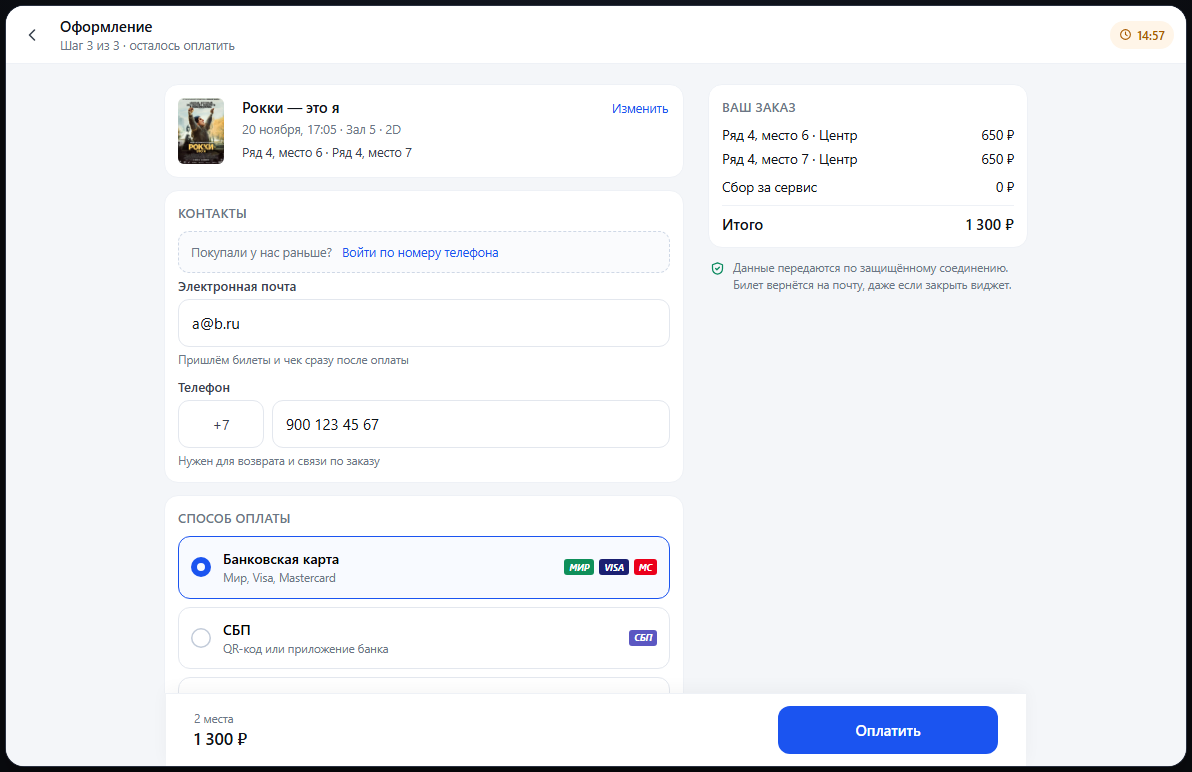 Оформление
Шаг 3 из 3 · осталось оплатить
14:57
РОККИ
Рокки — это я
Изменить
20 ноября, 17:05 · Зал 5 · 2D
Ряд 4, место 6 · Ряд 4, место 7
КОНТАКТЫ
Покупали у нас раньше? Войти по номеру телефона
Электронная почта
a@b.ru
Пришлём билеты и чек сразу после оплаты
Телефон
+7 900 123 45 67
Нужен для возврата и связи по заказу
СПОСОБ ОПЛАТЫ
Банковская карта
Мир, Visa, Mastercard
МИР VISA MC
СБП
QR-код или приложение банка
СБП
ВАШ ЗАКАЗ
Ряд 4, место 6 · Центр 650 ₽
Ряд 4, место 7 · Центр 650 ₽
Сбор за сервис 0 ₽
Итого 1 300 ₽
Данные передаются по защищённому соединению.
Билет вернётся на почту, даже если закрыть виджет.
2 места
1 300 ₽
Оплатить